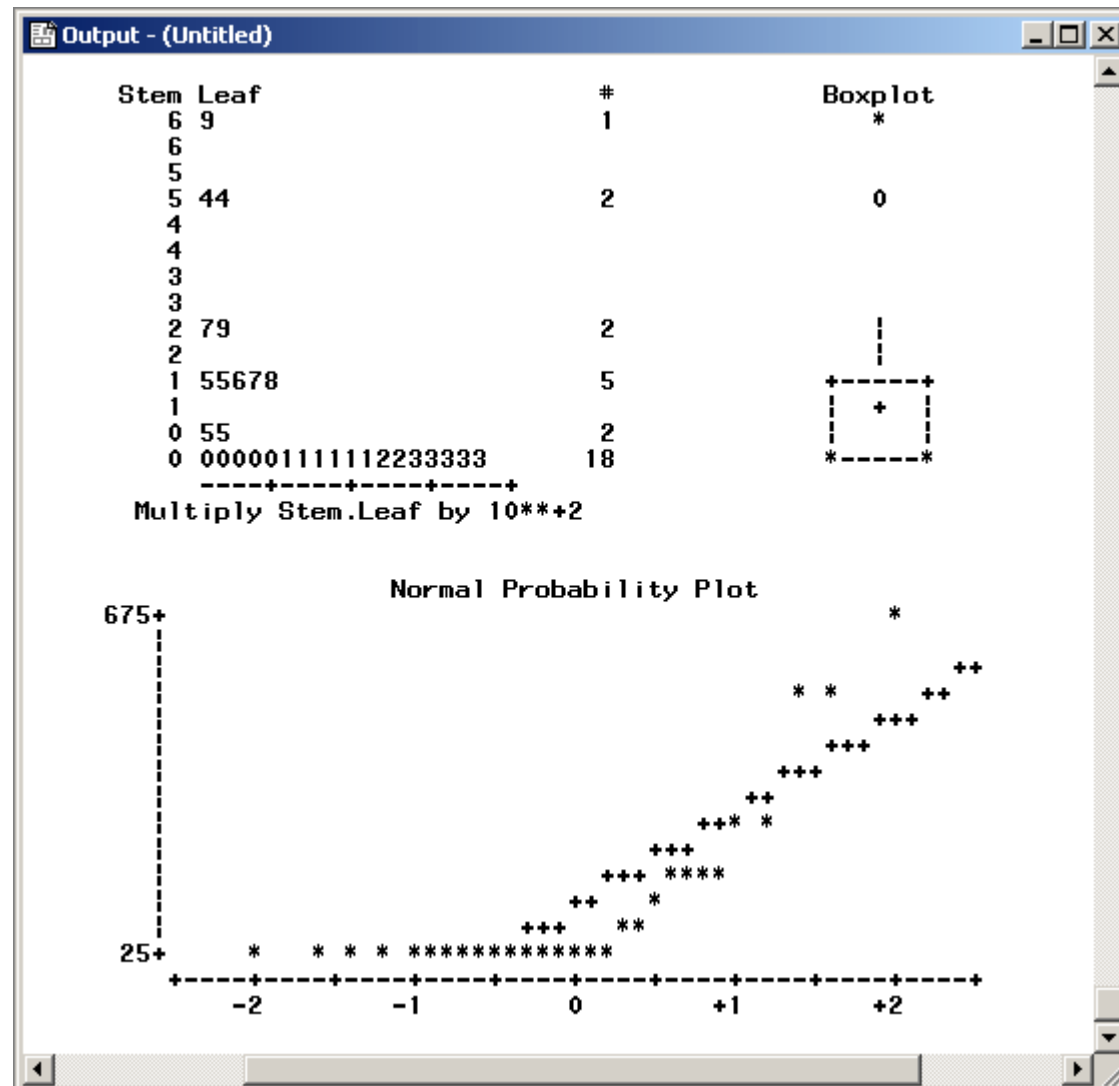 Output - (Untitled)
Stem Leaf # Boxplot
6 9 1 *
6
5
5 44 2 0
4
4
3
3
2 79 2 |
2 |
1 55678 5 +-----+
1 | + |
0 55 2 | |
0 000001111112233333 18 *-----*
----+----+----+----+
Multiply Stem.Leaf by 10**+2
Normal Probability Plot
675+ *
++
* * ++
+++
+++
+++
++
++* *
+++
+++ ****
++ *
+++ **
25+ * * * * *************
+----+----+----+----+----+----+----+----+----+----+
-2 -1 0 +1 +2